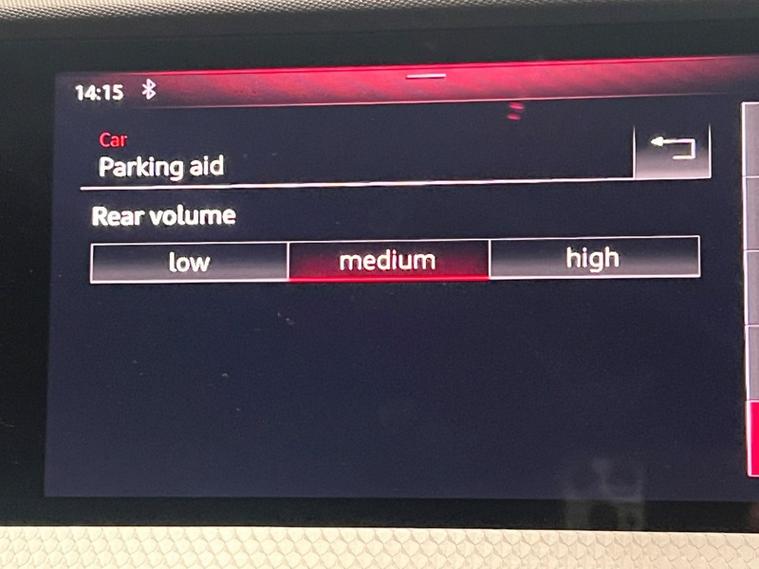 14:15
Car
Parking aid
Rear volume
low medium high